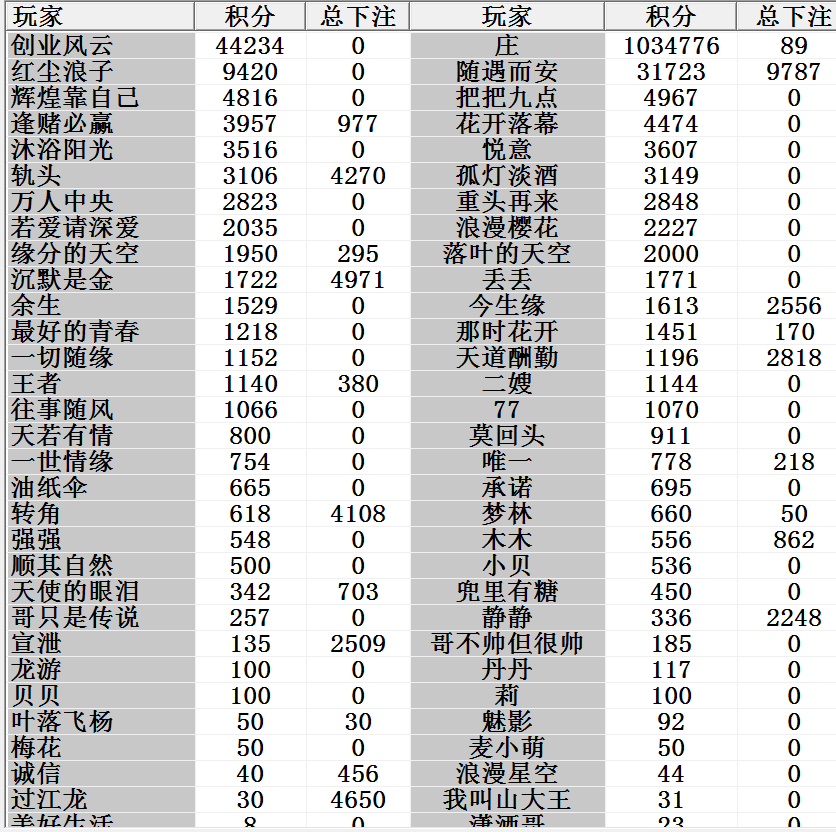 玩家 积分 总下注 玩家 积分 总下注
创业风云 44234 0 庄 1034776 89
红尘浪子 9420 0 随遇而安 31723 9787
辉煌靠自己 4816 0 把把九点 4967 0
逢赌必赢 3957 977 花开落幕 4474 0
沐浴阳光 3516 0 悦意 3607 0
轨头 3106 4270 孤灯淡酒 3149 0
万人中央 2823 0 重头再来 2848 0
若爱请深爱 2035 0 浪漫樱花 2227 0
缘分的天空 1950 295 落叶的天空 2000 0
沉默是金 1722 4971 丢丢 1771 0
余生 1529 0 今生缘 1613 2556
最好的青春 1218 0 那时花开 1451 170
一切随缘 1152 0 天道酬勤 1196 2818
王者 1140 380 二嫂 1144 0
往事随风 1066 0 77 1070 0
天若有情 800 0 莫回头 911 0
一世情缘 754 0 唯一 778 218
油纸伞 665 0 承诺 695 0
转角 618 4108 梦林 660 50
强强 548 0 木木 556 862
顺其自然 500 0 小贝 536 0
天使的眼泪 342 703 兜里有糖 450 0
哥只是传说 257 0 静静 336 2248
宣泄 135 2509 哥不帅但很帅 185 0
龙游 100 0 丹丹 117 0
贝贝 100 0 莉 100 0
叶落飞杨 50 30 魅影 92 0
梅花 50 0 麦小萌 50 0
诚信 40 456 浪漫星空 44 0
过江龙 30 4650 我叫山大王 31 0
美好生活 8 0 潇洒哥 23 0